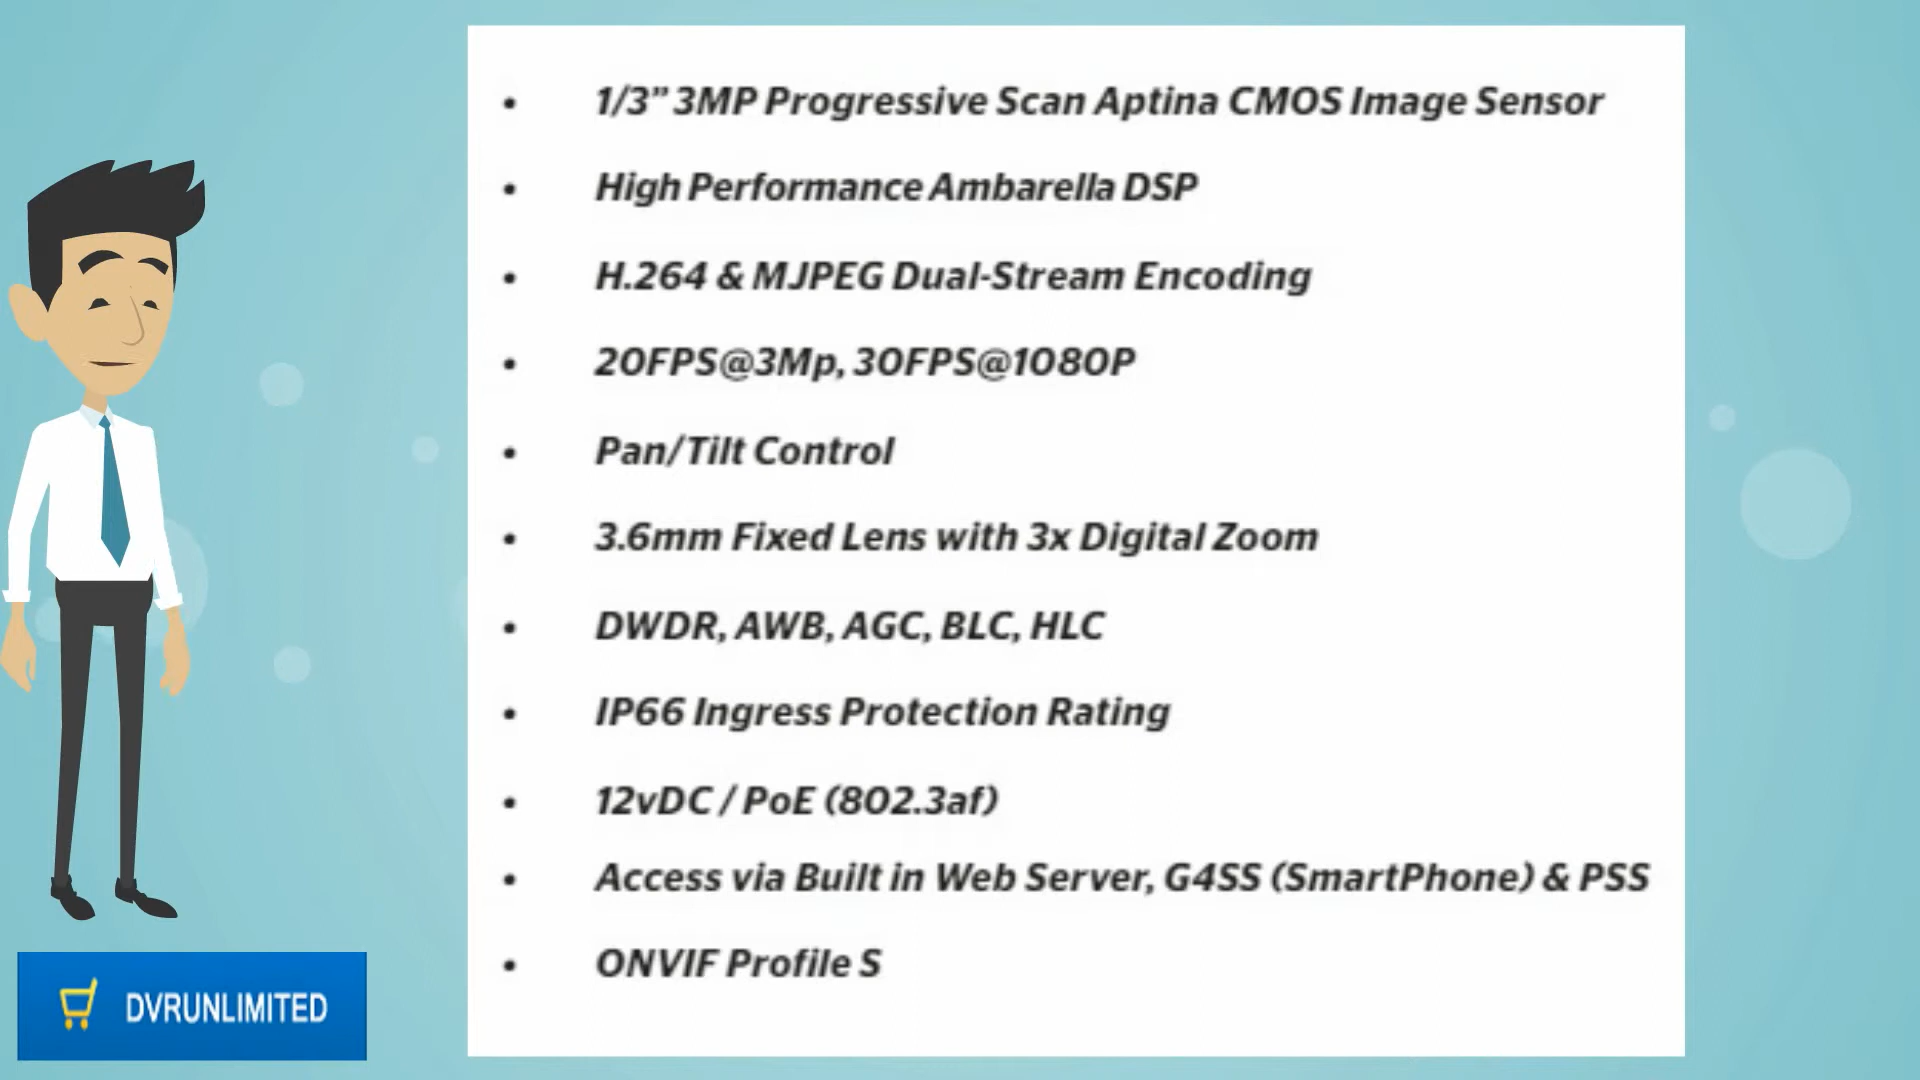 • 1/3” 3MP Progressive Scan Aptina CMOS Image Sensor
• High Performance Ambarella DSP
• H.264 & MJPEG Dual-Stream Encoding
• 20FPS@3Mp, 30FPS@1080P
• Pan/Tilt Control
• 3.6mm Fixed Lens with 3x Digital Zoom
• DWDR, AWB, AGC, BLC, HLC
• IP66 Ingress Protection Rating
• 12vDC / PoE (802.3af)
• Access via Built in Web Server, G4SS (SmartPhone) & PSS
• ONVIF Profile S
DVRUNLIMITED